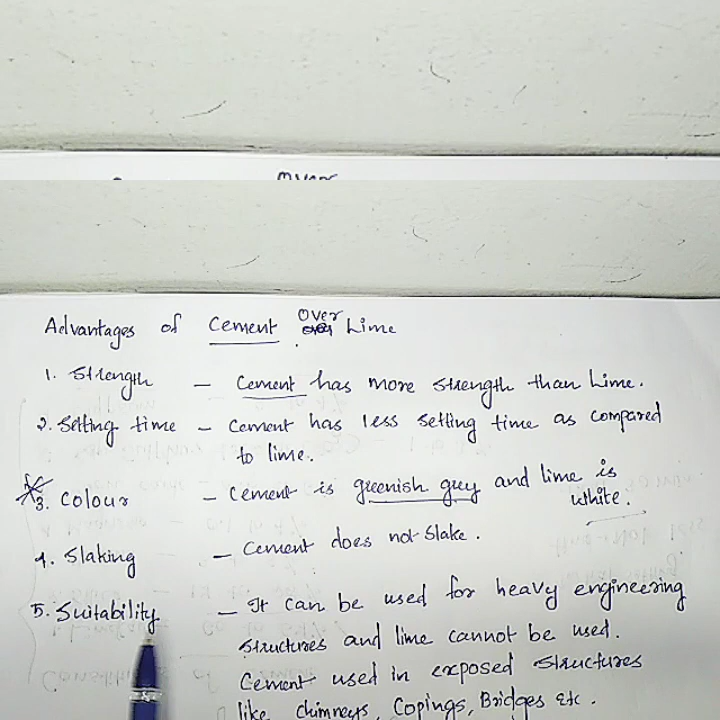 Advantages of Cement Over Lime
1. Strength - Cement has more strength than Lime.
2. Setting time - Cement has less setting time as compared
to lime.
3. Colour - Cement is greenish grey and lime is
white.
4. Slaking - Cement does not slake.
5. Suitability - It can be used for heavy engineering
structures and lime cannot be used.
Cement used in exposed structures
like chimneys, Copings, Bridges etc.